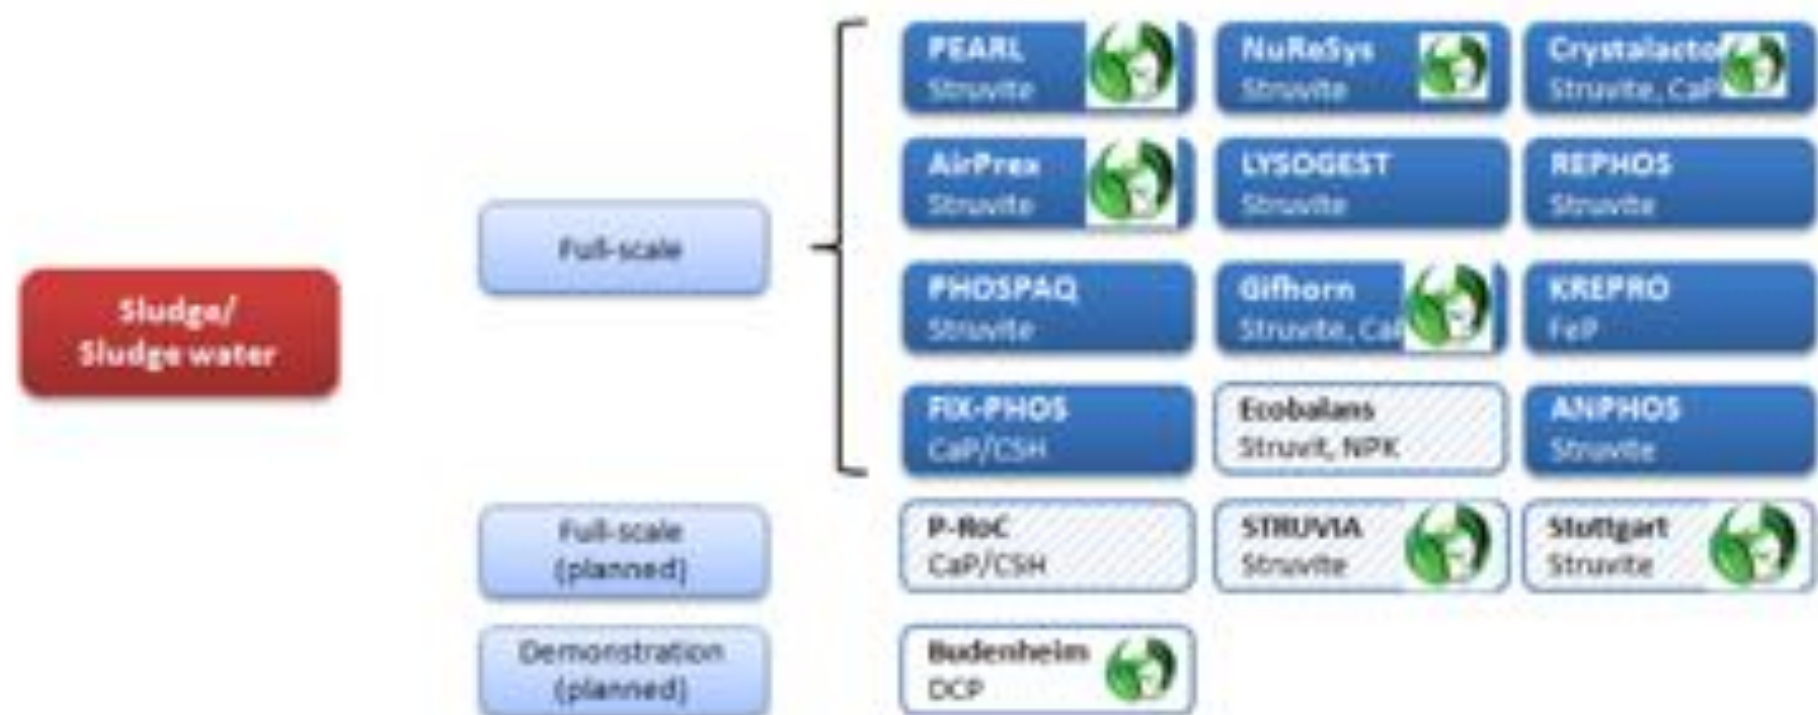 PEARL
Struvite
NuReSys
Struvite
Crystalacto
Struvite, CaP
AirPrex
Struvite
LYSOGEST
Struvite
REPHOS
Struvite
Full-scale
Sludge/
Sludge water
PHOSPAQ
Struvite
Gifhorn
Struvite, CaP
KREPRO
FeP
FIX-PHOS
CaP/CSH
Ecobalans
Struvit, NPK
ANPHOS
Struvite
Full-scale
(planned)
P-RoC
CaP/CSH
STRUVIA
Struvite
Stuttgart
Struvite
Demonstration
(planned)
Budenheim
DCP